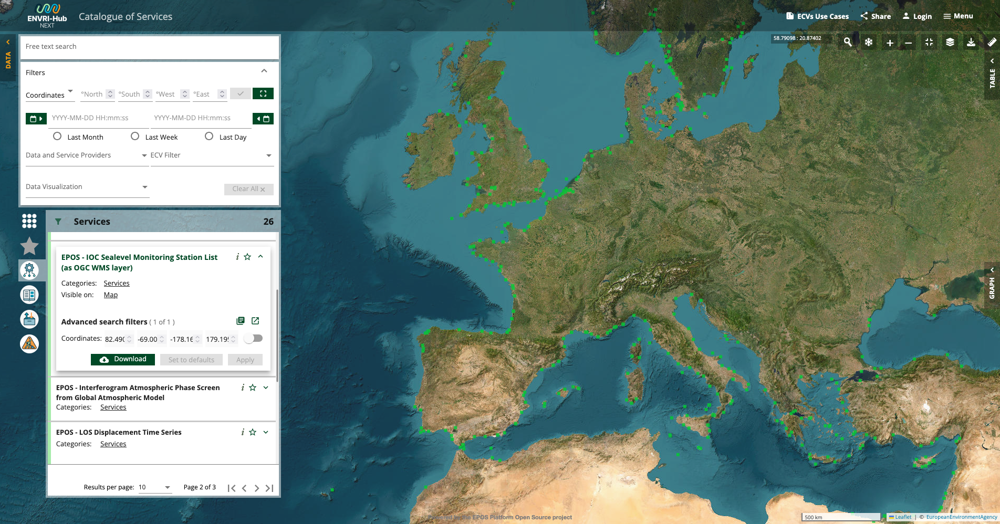 ENVRI-Hub
NEXT
Catalogue of Services
ECVs Use Cases
Share
Login
Menu
DATA
Free text search
58.79098 : 20.87402
TABLE
Filters
Coordinates
°North
°South
°West
°East
YYYY-MM-DD HH:mm:ss
YYYY-MM-DD HH:mm:ss
Last Month
Last Week
Last Day
Data and Service Providers
ECV Filter
Data Visualization
Clear All ×
Services
26
EPOS - IOC Sealevel Monitoring Station List
(as OGC WMS layer)
Categories: Services
Visible on: Map
GRAPH
Advanced search filters ( 1 of 1 )
Coordinates: 82.490 -69.00 -178.16 179.19
Download
Set to defaults
Apply
EPOS - Interferogram Atmospheric Phase Screen
from Global Atmospheric Model
Categories: Services
EPOS - LOS Displacement Time Series
Categories: Services
Results per page: 10
Page 2 of 3
Powered by the EPOS Platform Open Source project
500 km
Leaflet | © EuropeanEnvironmentAgency